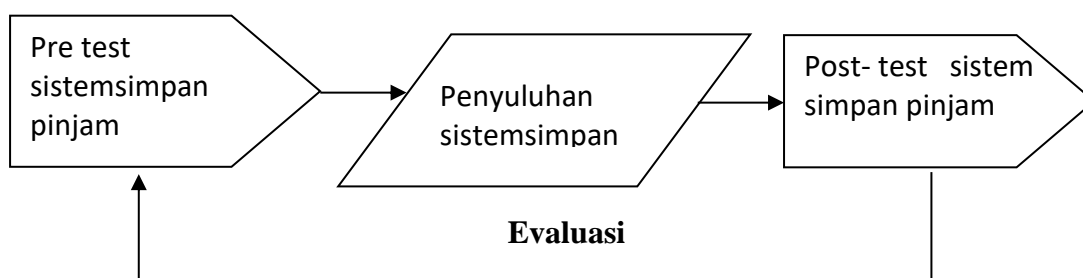 Pre test
sistemsimpan
pinjam
Penyuluhan
sistemsimpan
Post- test sistem
simpan pinjam
Evaluasi